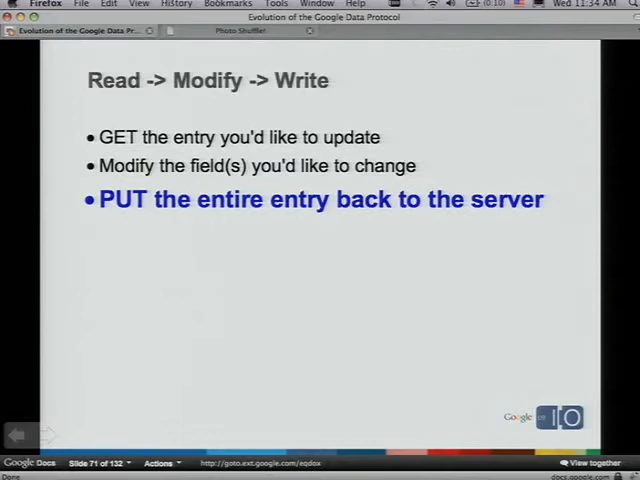 Firefox File Edit View History Bookmarks Tools Window Help (0:10) Wed 11:34 AM
Evolution of the Google Data Protocol
Evolution of the Google Data Pr...
Photo Shuffler
Read -> Modify -> Write
• GET the entry you'd like to update
• Modify the field(s) you'd like to change
• PUT the entire entry back to the server
Google IO
Google Docs Slide 71 of 132 Actions http://goto.ext.google.com/eqdox View together
Done docs.google.com